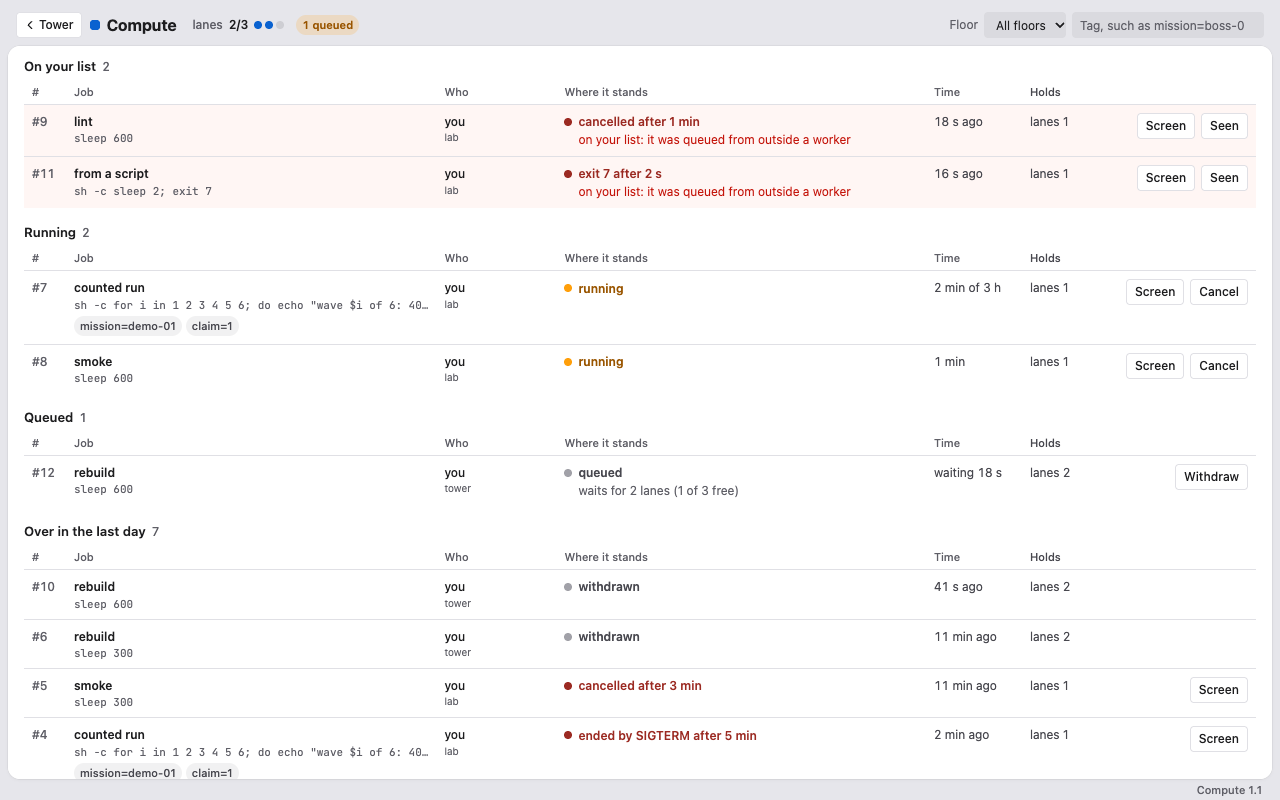 Tower Compute lanes 2/3 1 queued Floor All floors Tag, such as mission=boss-0
On your list 2
# Job Who Where it stands Time Holds
#9 lint you cancelled after 1 min 18 s ago lanes 1 Screen Seen
sleep 600 lab on your list: it was queued from outside a worker
#11 from a script you exit 7 after 2 s 16 s ago lanes 1 Screen Seen
sh -c sleep 2; exit 7 lab on your list: it was queued from outside a worker
Running 2
# Job Who Where it stands Time Holds
#7 counted run you running 2 min of 3 h lanes 1 Screen Cancel
sh -c for i in 1 2 3 4 5 6; do echo "wave $i of 6: 40… lab
mission=demo-01 claim=1
#8 smoke you running 1 min lanes 1 Screen Cancel
sleep 600 lab
Queued 1
# Job Who Where it stands Time Holds
#12 rebuild you queued waiting 18 s lanes 2 Withdraw
sleep 600 tower waits for 2 lanes (1 of 3 free)
Over in the last day 7
# Job Who Where it stands Time Holds
#10 rebuild you withdrawn 41 s ago lanes 2
sleep 600 tower
#6 rebuild you withdrawn 11 min ago lanes 2
sleep 300 tower
#5 smoke you cancelled after 3 min 11 min ago lanes 1 Screen
sleep 300 lab
#4 counted run you ended by SIGTERM after 5 min 2 min ago lanes 1 Screen
sh -c for i in 1 2 3 4 5 6; do echo "wave $i of 6: 40… lab
mission=demo-01 claim=1
Compute 1.1